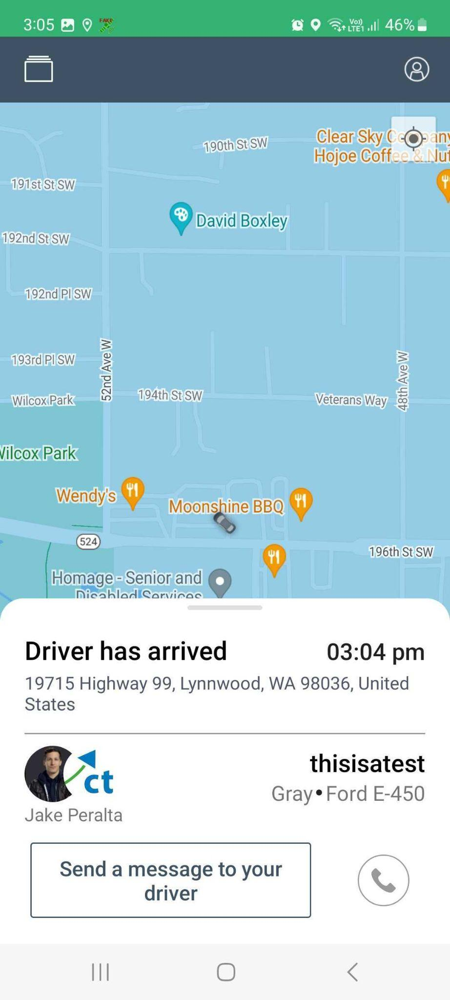 3:05
FAKE
Vo))
LTE1
46%
190th St SW
Clear Sky Company
Hojoe Coffee & Nut
191st St SW
David Boxley
192nd St SW
192nd Pl SW
193rd Pl SW
52nd Ave W
48th Ave W
Wilcox Park
194th St SW
Veterans Way
Wilcox Park
Wendy's
Moonshine BBQ
524
196th St SW
Homage - Senior and
Disabled Services
Driver has arrived
03:04 pm
19715 Highway 99, Lynnwood, WA 98036, United
States
ct
thisisatest
Gray•Ford E-450
Jake Peralta
Send a message to your
driver